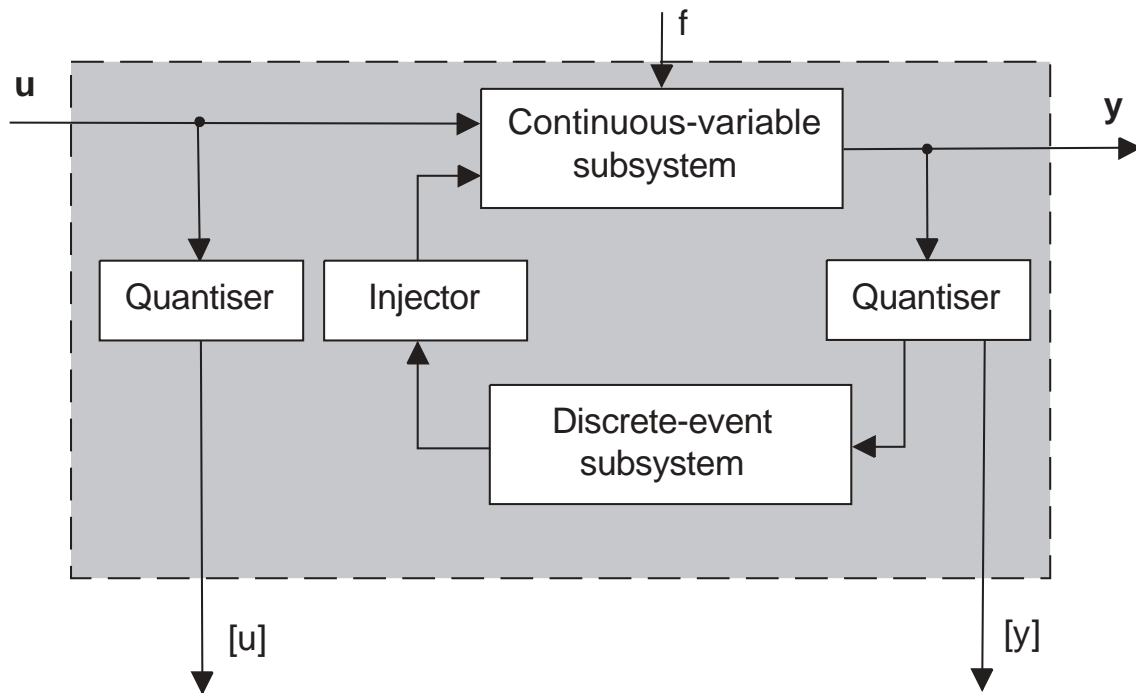 f
u
Continuous-variable
subsystem
y
Quantiser
Injector
Quantiser
Discrete-event
subsystem
[u]
[y]